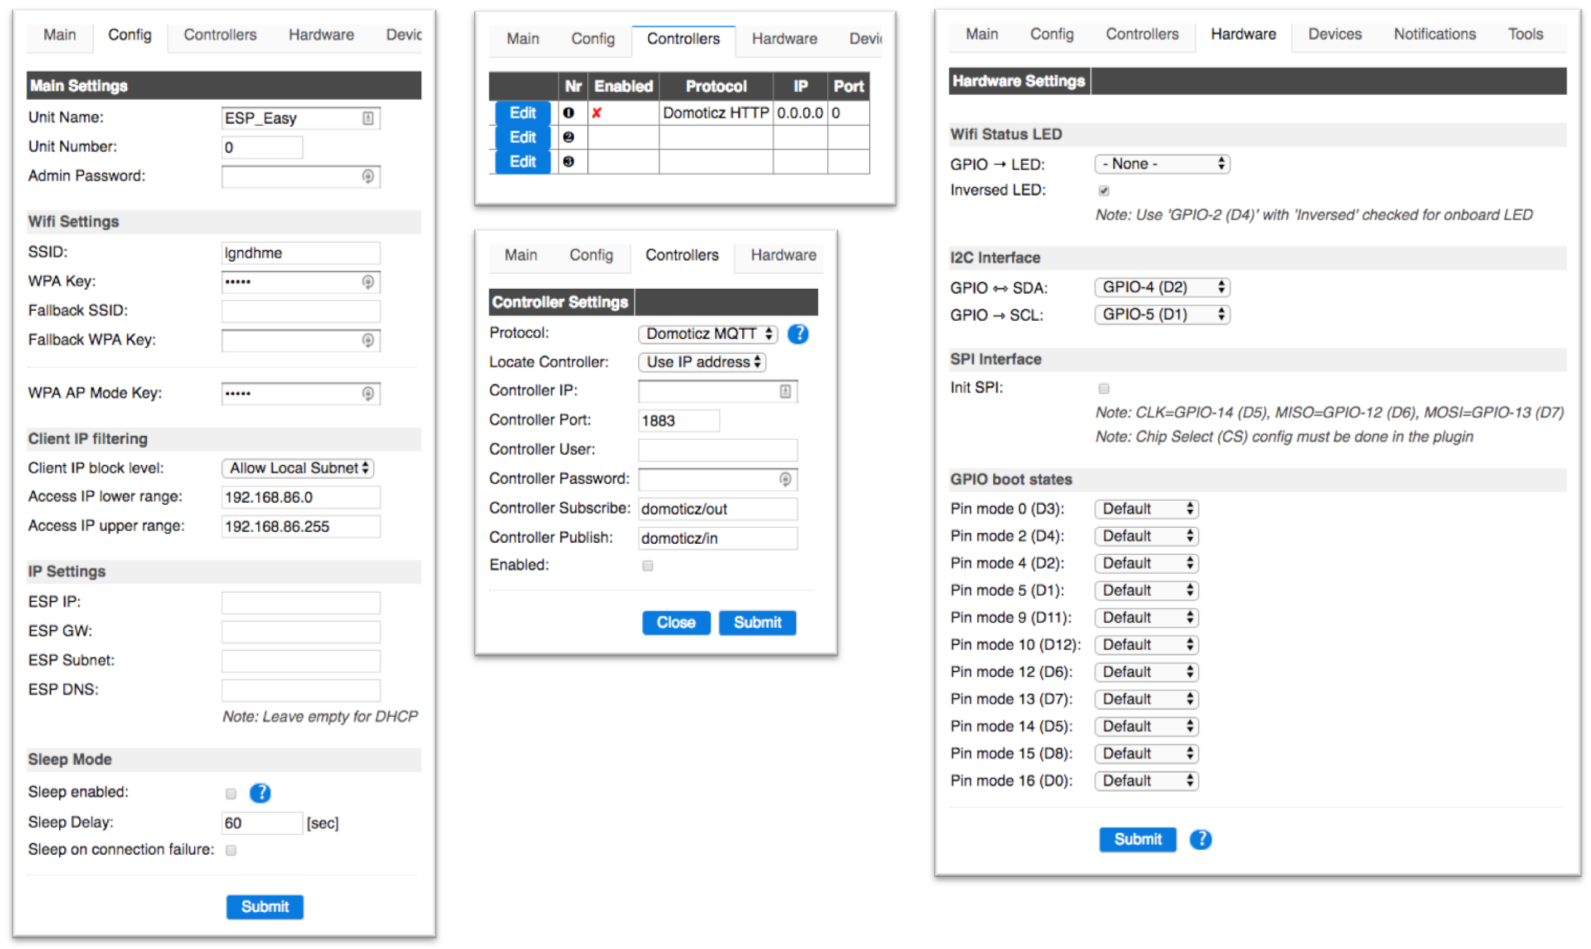 Main Config Controllers Hardware Devic
Main Settings
Unit Name: ESP_Easy
Unit Number: 0
Admin Password:
Wifi Settings
SSID: lgndhme
WPA Key: •••••
Fallback SSID:
Fallback WPA Key:
WPA AP Mode Key: •••••
Client IP filtering
Client IP block level: Allow Local Subnet
Access IP lower range: 192.168.86.0
Access IP upper range: 192.168.86.255
IP Settings
ESP IP:
ESP GW:
ESP Subnet:
ESP DNS:
Note: Leave empty for DHCP
Sleep Mode
Sleep enabled: ?
Sleep Delay: 60 [sec]
Sleep on connection failure:
Submit
Main Config Controllers Hardware Devi
Nr Enabled Protocol IP Port
Edit ❶ ✘ Domoticz HTTP 0.0.0.0 0
Edit ❷
Edit ❸
Main Config Controllers Hardware
Controller Settings
Protocol: Domoticz MQTT ?
Locate Controller: Use IP address
Controller IP:
Controller Port: 1883
Controller User:
Controller Password:
Controller Subscribe: domoticz/out
Controller Publish: domoticz/in
Enabled:
Close Submit
Main Config Controllers Hardware Devices Notifications Tools
Hardware Settings
Wifi Status LED
GPIO → LED: - None -
Inversed LED:
Note: Use 'GPIO-2 (D4)' with 'Inversed' checked for onboard LED
I2C Interface
GPIO ↔ SDA: GPIO-4 (D2)
GPIO → SCL: GPIO-5 (D1)
SPI Interface
Init SPI:
Note: CLK=GPIO-14 (D5), MISO=GPIO-12 (D6), MOSI=GPIO-13 (D7)
Note: Chip Select (CS) config must be done in the plugin
GPIO boot states
Pin mode 0 (D3): Default
Pin mode 2 (D4): Default
Pin mode 4 (D2): Default
Pin mode 5 (D1): Default
Pin mode 9 (D11): Default
Pin mode 10 (D12): Default
Pin mode 12 (D6): Default
Pin mode 13 (D7): Default
Pin mode 14 (D5): Default
Pin mode 15 (D8): Default
Pin mode 16 (D0): Default
Submit ?